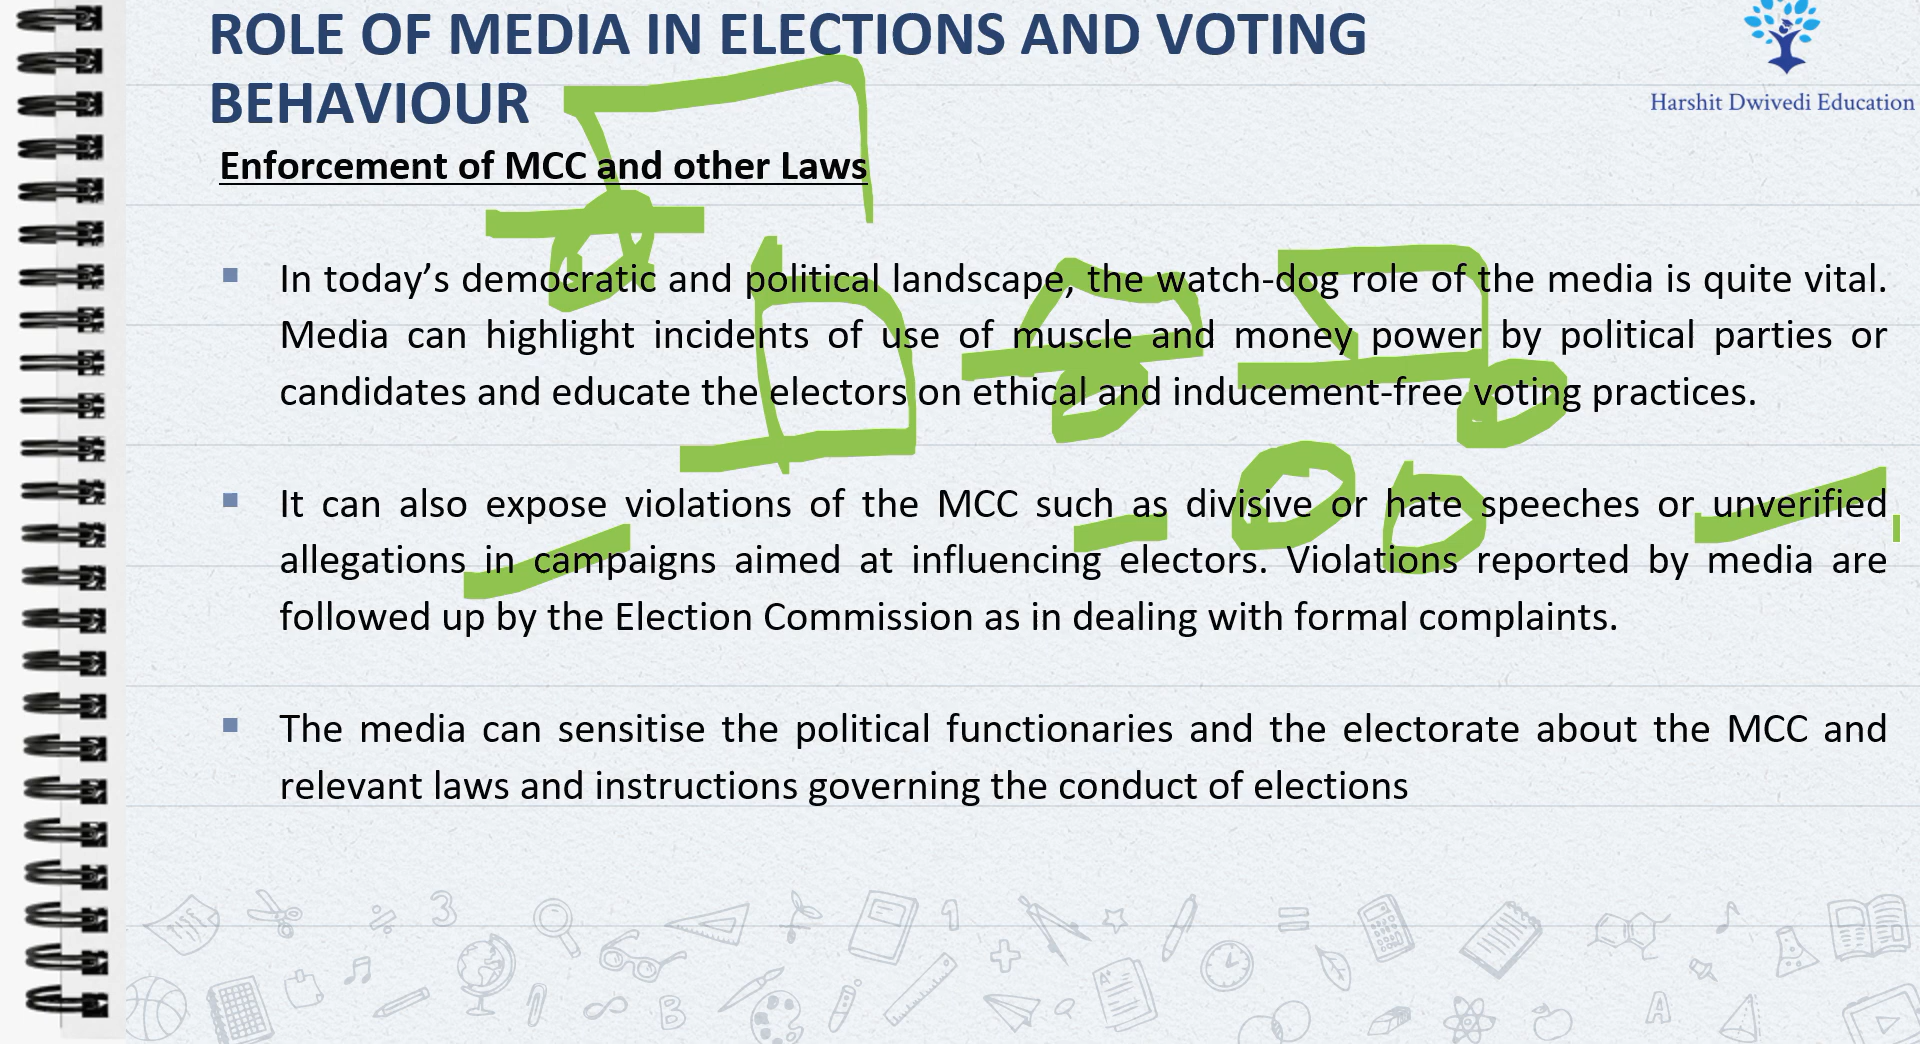 ROLE OF MEDIA IN ELECTIONS AND VOTING
BEHAVIOUR
Harshit Dwivedi Education
Enforcement of MCC and other Laws
In today’s democratic and political landscape, the watch-dog role of the media is quite vital.
Media can highlight incidents of use of muscle and money power by political parties or
candidates and educate the electors on ethical and inducement-free voting practices.
It can also expose violations of the MCC such as divisive or hate speeches or unverified
allegations in campaigns aimed at influencing electors. Violations reported by media are
followed up by the Election Commission as in dealing with formal complaints.
The media can sensitise the political functionaries and the electorate about the MCC and
relevant laws and instructions governing the conduct of elections